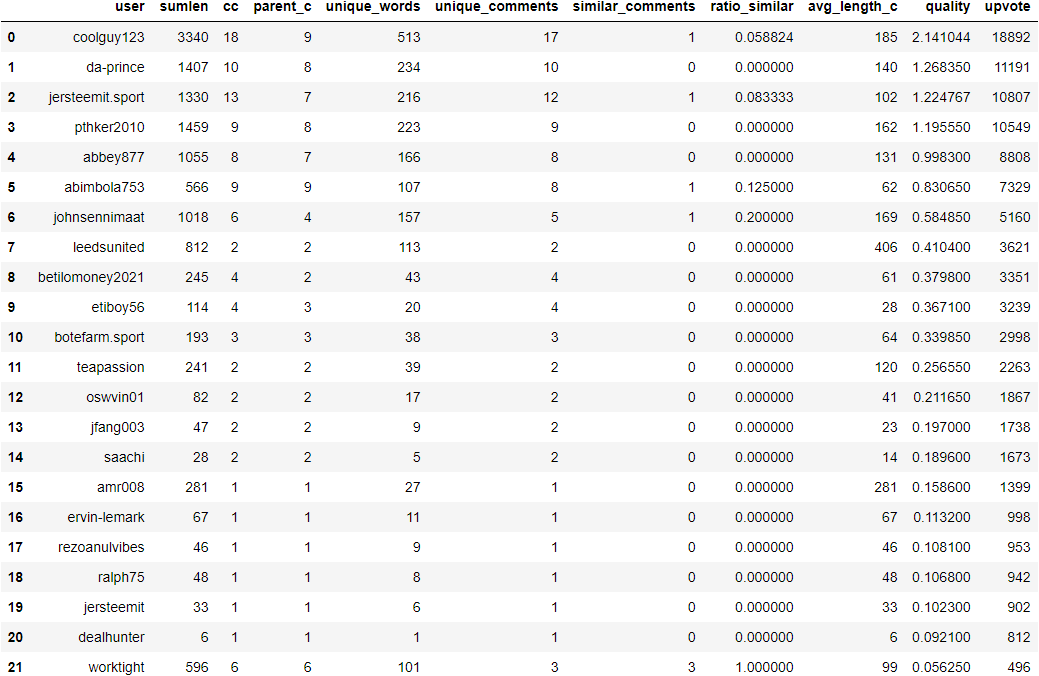 user sumlen cc parent_c unique_words unique_comments similar_comments ratio_similar avg_length_c quality upvote
0 coolguy123 3340 18 9 513 17 1 0.058824 185 2.141044 18892
1 da-prince 1407 10 8 234 10 0 0.000000 140 1.268350 11191
2 jersteemit.sport 1330 13 7 216 12 1 0.083333 102 1.224767 10807
3 pthker2010 1459 9 8 223 9 0 0.000000 162 1.195550 10549
4 abbey877 1055 8 7 166 8 0 0.000000 131 0.998300 8808
5 abimbola753 566 9 9 107 8 1 0.125000 62 0.830650 7329
6 johnsennimaat 1018 6 4 157 5 1 0.200000 169 0.584850 5160
7 leedsunited 812 2 2 113 2 0 0.000000 406 0.410400 3621
8 betilomoney2021 245 4 2 43 4 0 0.000000 61 0.379800 3351
9 etiboy56 114 4 3 20 4 0 0.000000 28 0.367100 3239
10 botefarm.sport 193 3 3 38 3 0 0.000000 64 0.339850 2998
11 teapassion 241 2 2 39 2 0 0.000000 120 0.256550 2263
12 oswvin01 82 2 2 17 2 0 0.000000 41 0.211650 1867
13 jfang003 47 2 2 9 2 0 0.000000 23 0.197000 1738
14 saachi 28 2 2 5 2 0 0.000000 14 0.189600 1673
15 amr008 281 1 1 27 1 0 0.000000 281 0.158600 1399
16 ervin-lemark 67 1 1 11 1 0 0.000000 67 0.113200 998
17 rezoanulvibes 46 1 1 9 1 0 0.000000 46 0.108100 953
18 ralph75 48 1 1 8 1 0 0.000000 48 0.106800 942
19 jersteemit 33 1 1 6 1 0 0.000000 33 0.102300 902
20 dealhunter 6 1 1 1 1 0 0.000000 6 0.092100 812
21 worktight 596 6 6 101 3 3 1.000000 99 0.056250 496